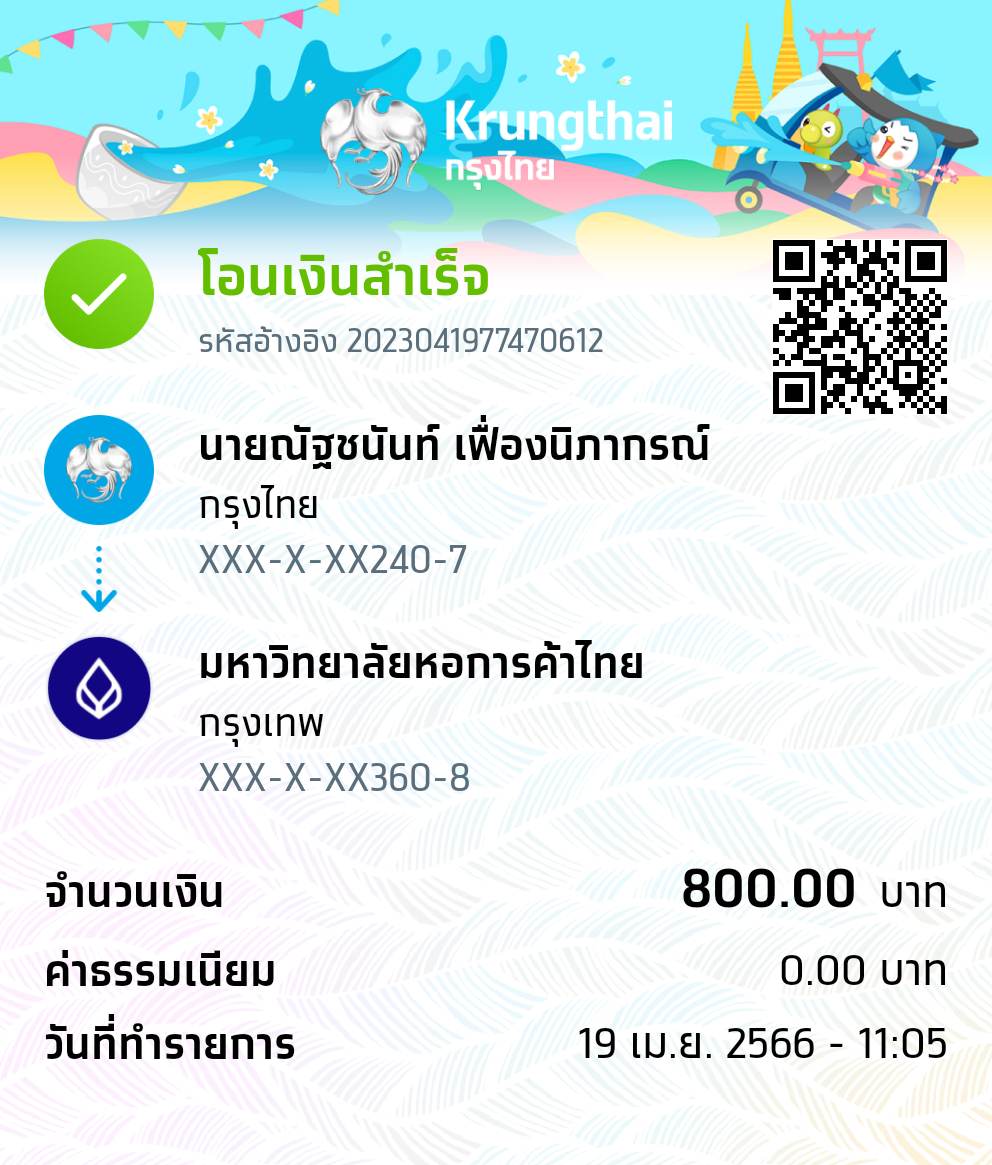 Krungthai
กรุงไทย
โอนเงินสำเร็จ
รหัสอ้างอิง 2023041977470612
นายณัฐชนันท์ เฟื่องนิภากรณ์
กรุงไทย
XXX-X-XX240-7
มหาวิทยาลัยหอการค้าไทย
กรุงเทพ
XXX-X-XX360-8
จำนวนเงิน 800.00 บาท
ค่าธรรมเนียม 0.00 บาท
วันที่ทำรายการ 19 เม.ย. 2566 - 11:05